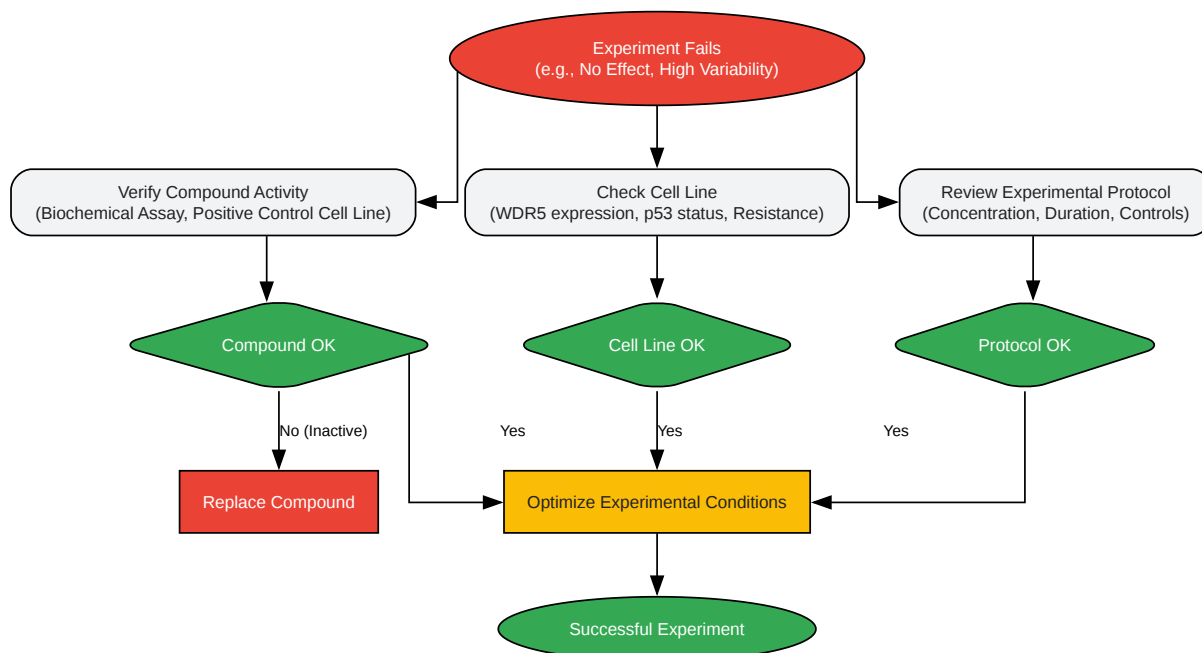 Experiment Fails
(e.g., No Effect, High Variability)
Verify Compound Activity
(Biochemical Assay, Positive Control Cell Line)
Check Cell Line
(WDR5 expression, p53 status, Resistance)
Review Experimental Protocol
(Concentration, Duration, Controls)
Compound OK
Cell Line OK
Protocol OK
No (Inactive)
Yes
Yes
Yes
Replace Compound
Optimize Experimental Conditions
Successful Experiment